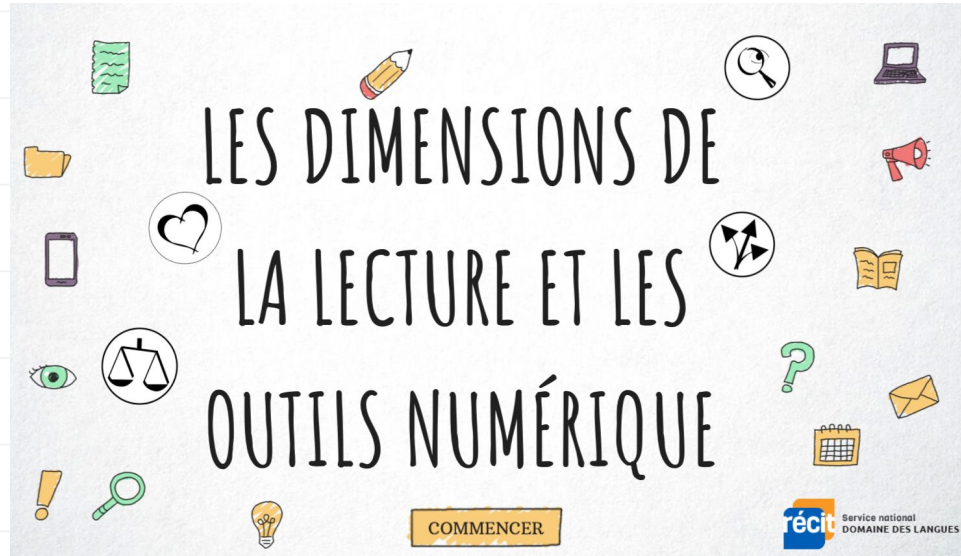 LES DIMENSIONS DE
LA LECTURE ET LES
OUTILS NUMÉRIQUE
COMMENCER
récit
Service national
DOMAINE DES LANGUES